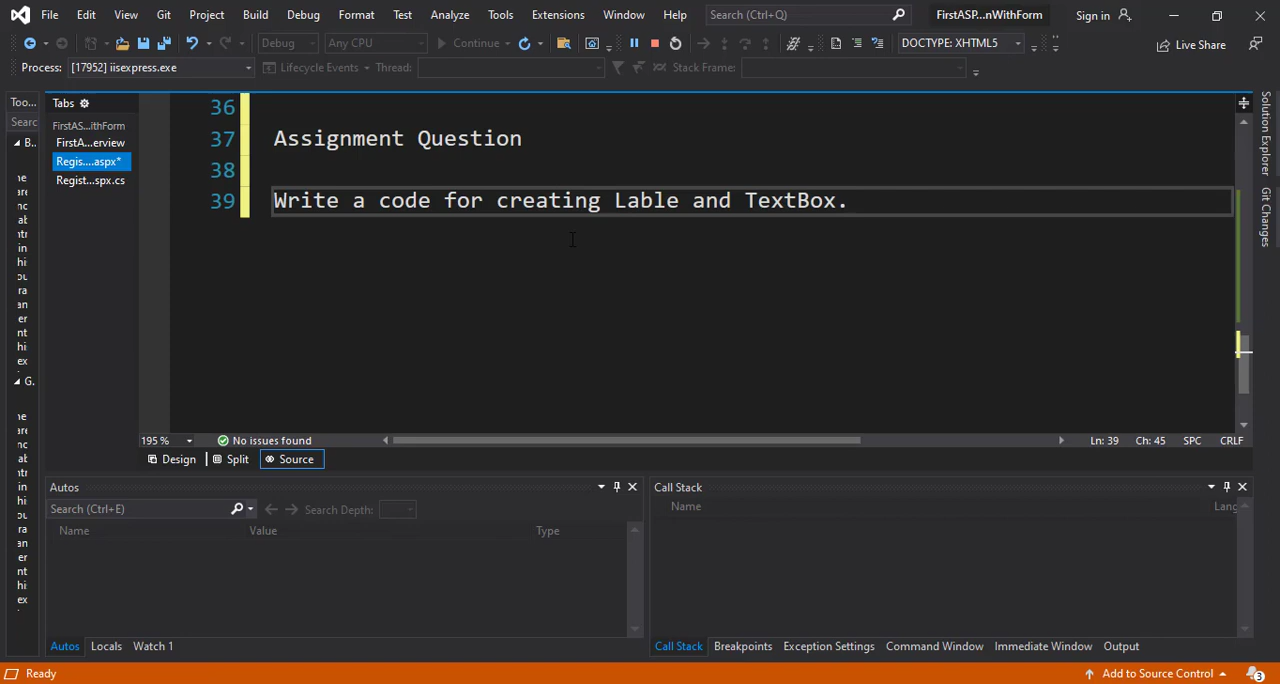 File Edit View Git Project Build Debug Format Test Analyze Tools Extensions Window Help Search (Ctrl+Q) FirstASP...nWithForm Sign in
Debug Any CPU Continue DOCTYPE: XHTML5 Live Share
Process: [17952] iisexpress.exe Lifecycle Events Thread: Stack Frame:
Too... Tabs
Searc FirstAS...ithForm
B.. FirstA...erview
Regis....aspx*
Regist...spx.cs
36
37 Assignment Question
38
39 Write a code for creating Lable and TextBox.
G.
Solution Explorer
Git Changes
195 % No issues found Ln: 39 Ch: 45 SPC CRLF
Design Split Source
Autos
Search (Ctrl+E) Search Depth:
Name Value Type
Call Stack
Name Lang
Autos Locals Watch 1
Call Stack Breakpoints Exception Settings Command Window Immediate Window Output
Ready Add to Source Control 3